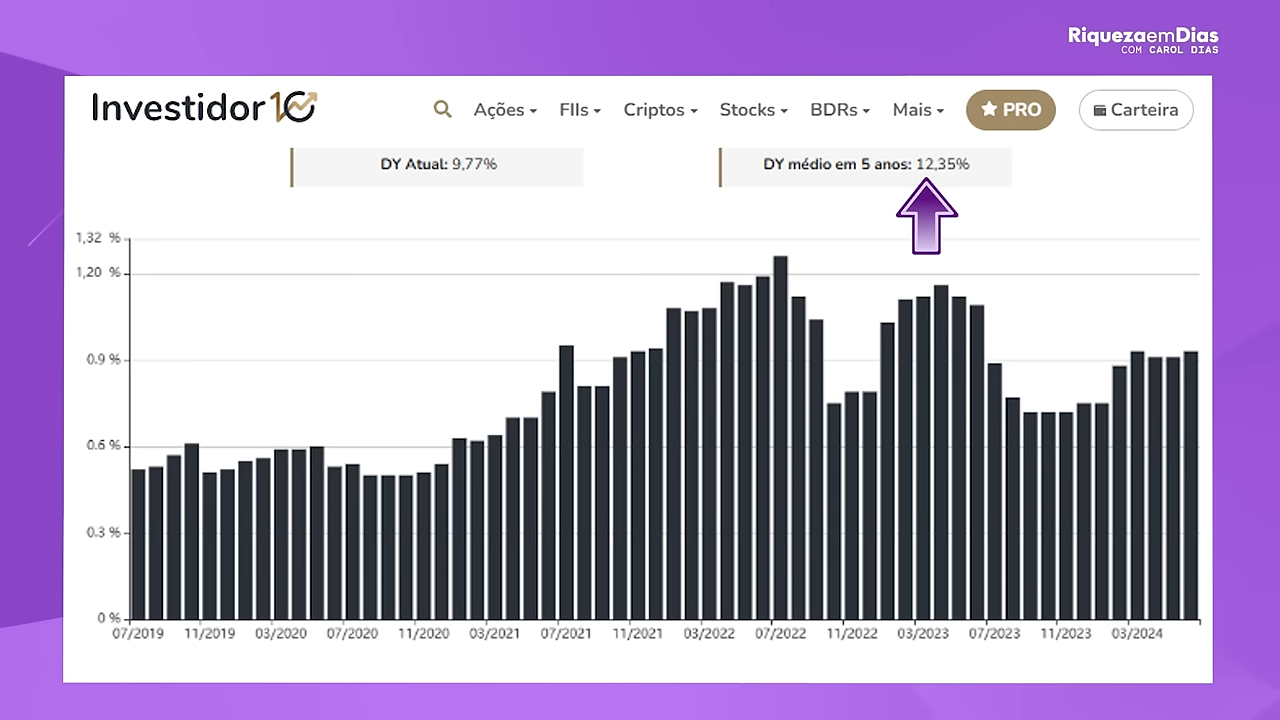 RiquezaemDias
COM CAROL DIAS
Investidor10
Ações FIIs Criptos Stocks BDRs Mais PRO Carteira
DY Atual: 9,77% DY médio em 5 anos: 12,35%
1,32 %
1,20 %
0.9 %
0.6 %
0.3 %
0 %
07/2019 11/2019 03/2020 07/2020 11/2020 03/2021 07/2021 11/2021 03/2022 07/2022 11/2022 03/2023 07/2023 11/2023 03/2024